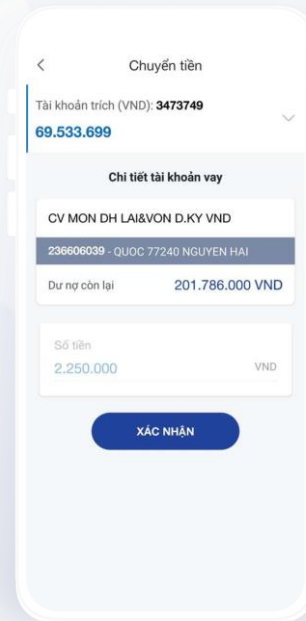 Chuyển tiền
Tài khoản trích (VND): 3473749
69.533.699
Chi tiết tài khoản vay
CV MON DH LAI&VON D.KY VND
236606039 - QUOC 77240 NGUYEN HAI
Dư nợ còn lại 201.786.000 VND
Số tiền
2.250.000 VND
XÁC NHẬN